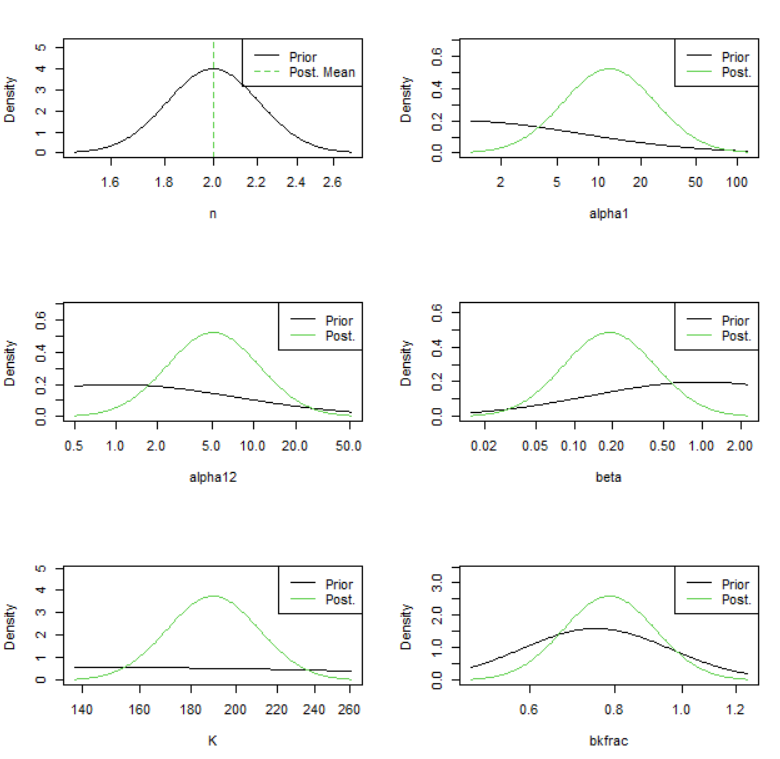 Density
5
4
3
2
1
0
Prior
Post. Mean
1.6 1.8 2.0 2.2 2.4 2.6
n
Density
0.6
0.4
0.2
0.0
Prior
Post.
2 5 10 20 50 100
alpha1
Density
0.6
0.4
0.2
0.0
Prior
Post.
0.5 1.0 2.0 5.0 10.0 20.0 50.0
alpha12
Density
0.6
0.4
0.2
0.0
Prior
Post.
0.02 0.05 0.10 0.20 0.50 1.00 2.00
beta
Density
5
4
3
2
1
0
Prior
Post.
140 160 180 200 220 240 260
K
Density
3.0
2.0
1.0
0.0
Prior
Post.
0.6 0.8 1.0 1.2
bkfrac